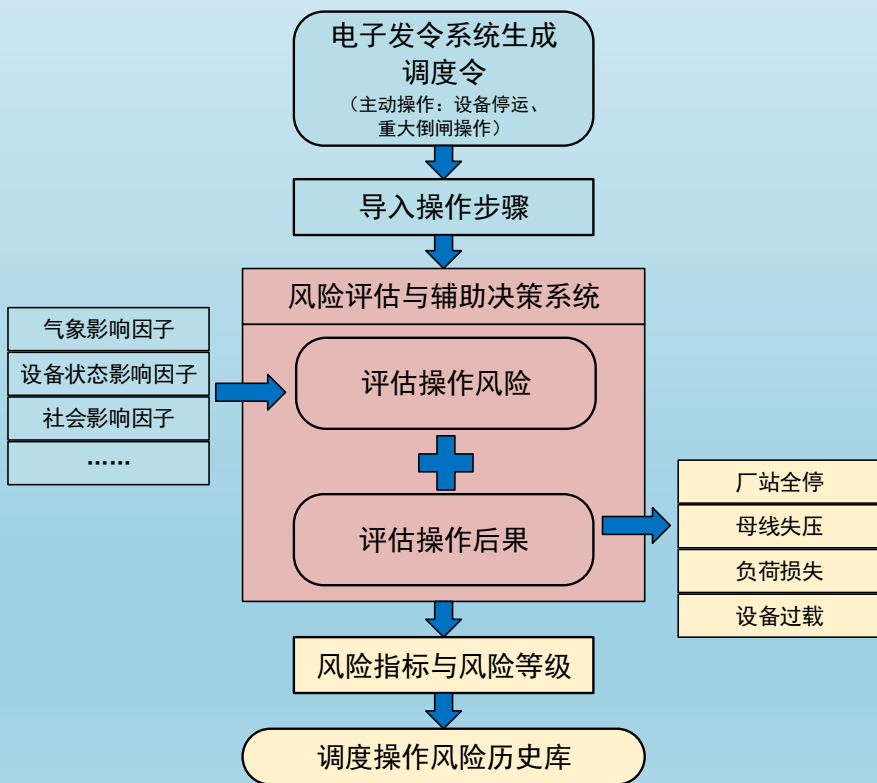 电子发令系统生成
调度令
（主动操作：设备停运、
重大倒闸操作）
导入操作步骤
风险评估与辅助决策系统
气象影响因子
设备状态影响因子
社会影响因子
……
评估操作风险
评估操作后果
厂站全停
母线失压
负荷损失
设备过载
风险指标与风险等级
调度操作风险历史库